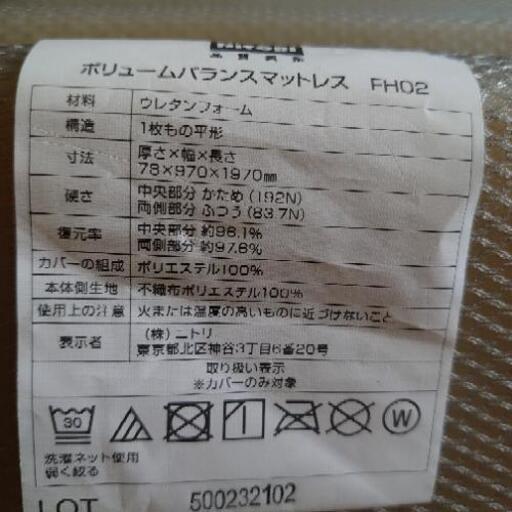 ボリュームバランスマットレス FH02
材料 ウレタンフォーム
構造 1枚もの平形
寸法 厚さ×幅×長さ
78×970×1970㎜
硬さ 中央部分 かため (192N)
両側部分 ふつう (83.7N)
復元率 中央部分 約96.1%
両側部分 約97.6%
カバーの組成 ポリエステル100%
本体側生地 不織布ポリエステル100%
使用上の注意 火または温度の高いものに近づけないこと
表示者 (株) ニトリ
東京都北区神谷3丁目6番20号
取り扱い表示
※カバーのみ対象
30
W
洗濯ネット使用
弱く絞る
LOT 500232102